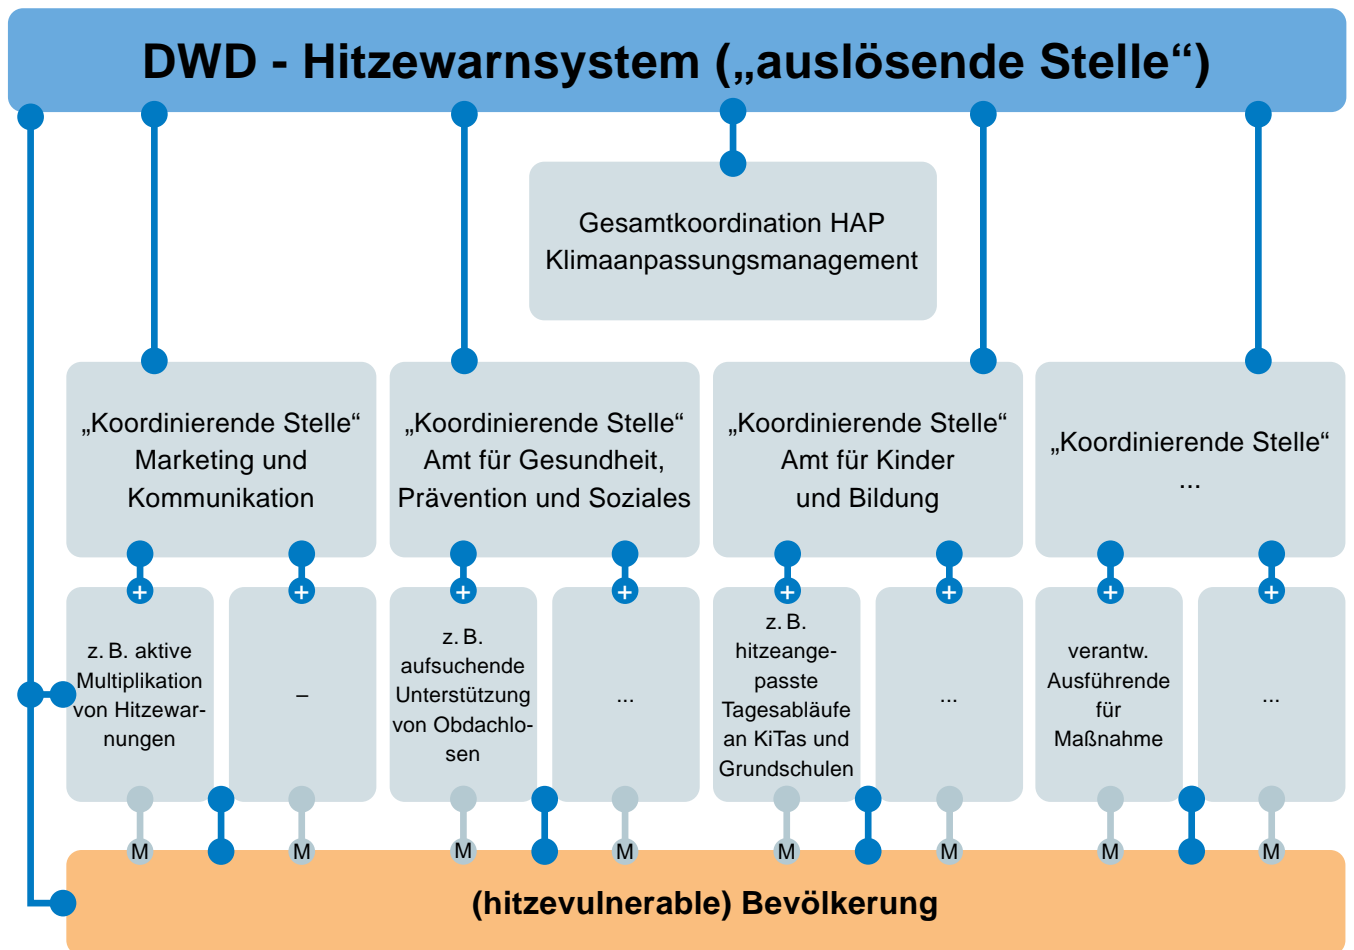 DWD - Hitzewarnsystem („auslösende Stelle“)
Gesamtkoordination HAP
Klimaanpassungsmanagement
„Koordinierende Stelle“
Marketing und
Kommunikation
„Koordinierende Stelle“
Amt für Gesundheit,
Prävention und Soziales
„Koordinierende Stelle“
Amt für Kinder
und Bildung
„Koordinierende Stelle“
...
+
+
+
+
+
+
+
+
z. B. aktive
Multiplikation
von Hitzewar-
nungen
–
z. B.
aufsuchende
Unterstützung
von Obdachlo-
sen
...
z. B.
hitzeange-
passte
Tagesabläufe
an KiTas und
Grundschulen
...
verantw.
Ausführende
für
Maßnahme
...
M
M
M
M
M
M
M
M
(hitzevulnerable) Bevölkerung